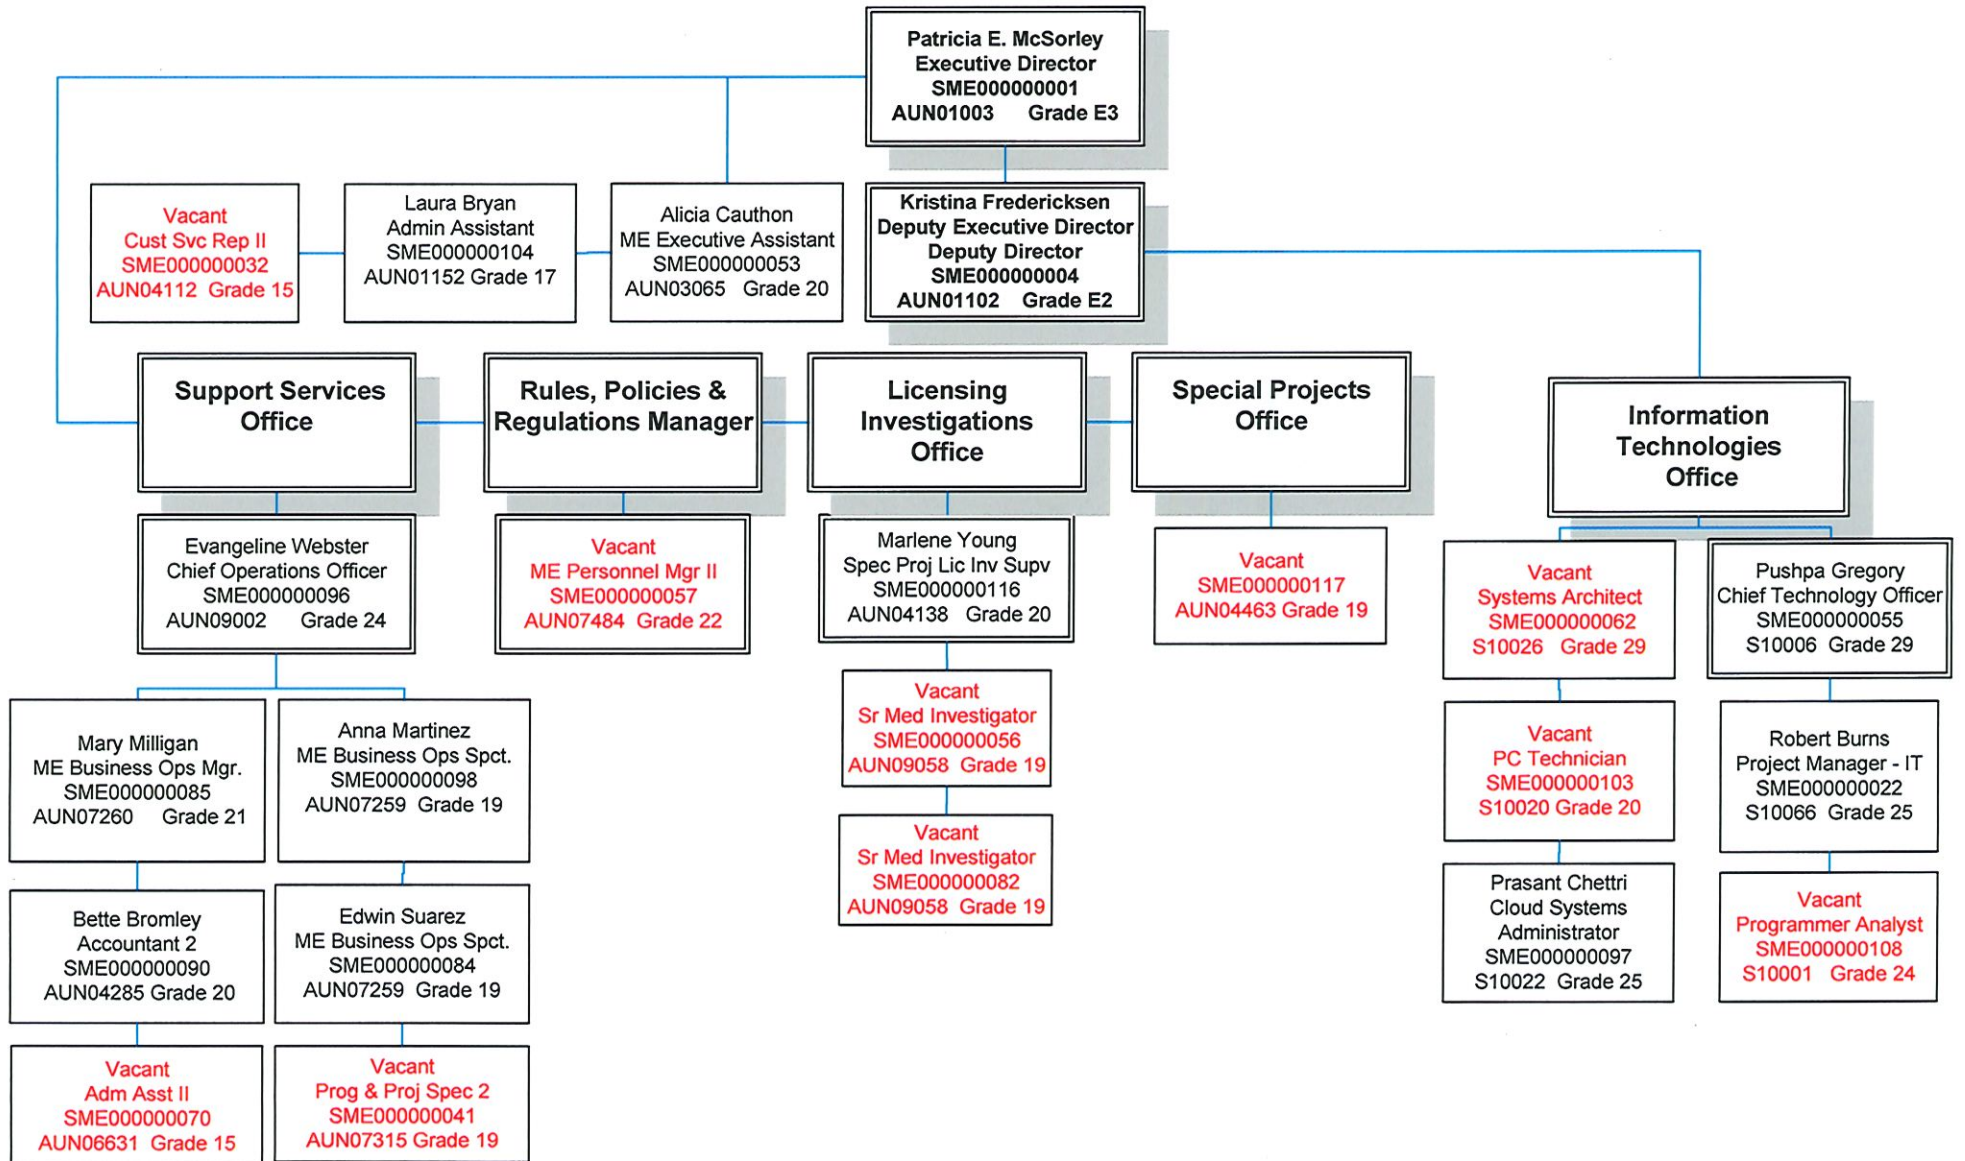 Patricia E. McSorley
Executive Director
SME000000001
AUN01003 Grade E3
Vacant
Cust Svc Rep II
SME000000032
AUN04112 Grade 15
Laura Bryan
Admin Assistant
SME000000104
AUN01152 Grade 17
Alicia Cauthon
ME Executive Assistant
SME000000053
AUN03065 Grade 20
Kristina Fredericksen
Deputy Executive Director
Deputy Director
SME000000004
AUN01102 Grade E2
Support Services
Office
Rules, Policies &
Regulations Manager
Licensing
Investigations
Office
Special Projects
Office
Information
Technologies
Office
Evangeline Webster
Chief Operations Officer
SME000000096
AUN09002 Grade 24
Vacant
ME Personnel Mgr II
SME000000057
AUN07484 Grade 22
Marlene Young
Spec Proj Lic Inv Supv
SME000000116
AUN04138 Grade 20
Vacant
SME000000117
AUN04463 Grade 19
Vacant
Systems Architect
SME000000062
S10026 Grade 29
Pushpa Gregory
Chief Technology Officer
SME000000055
S10006 Grade 29
Mary Milligan
ME Business Ops Mgr.
SME000000085
AUN07260 Grade 21
Anna Martinez
ME Business Ops Spct.
SME000000098
AUN07259 Grade 19
Vacant
Sr Med Investigator
SME000000056
AUN09058 Grade 19
Vacant
PC Technician
SME000000103
S10020 Grade 20
Robert Burns
Project Manager - IT
SME000000022
S10066 Grade 25
Vacant
Sr Med Investigator
SME000000082
AUN09058 Grade 19
Bette Bromley
Accountant 2
SME000000090
AUN04285 Grade 20
Edwin Suarez
ME Business Ops Spct.
SME000000084
AUN07259 Grade 19
Prasant Chettri
Cloud Systems
Administrator
SME000000097
S10022 Grade 25
Vacant
Programmer Analyst
SME000000108
S10001 Grade 24
Vacant
Adm Asst II
SME000000070
AUN06631 Grade 15
Vacant
Prog & Proj Spec 2
SME000000041
AUN07315 Grade 19